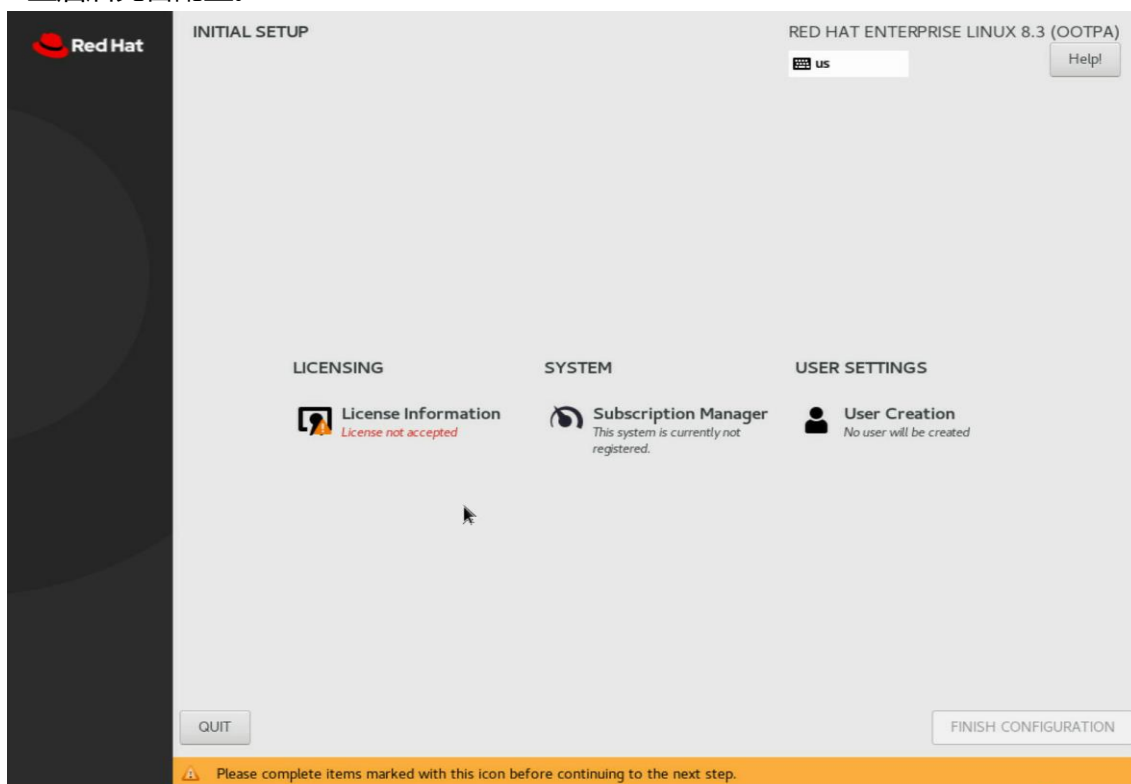 Red Hat
INITIAL SETUP
RED HAT ENTERPRISE LINUX 8.3 (OOTPA)
us
Help!
LICENSING
SYSTEM
USER SETTINGS
License Information
License not accepted
Subscription Manager
This system is currently not
registered.
User Creation
No user will be created
QUIT
FINISH CONFIGURATION
Please complete items marked with this icon before continuing to the next step.